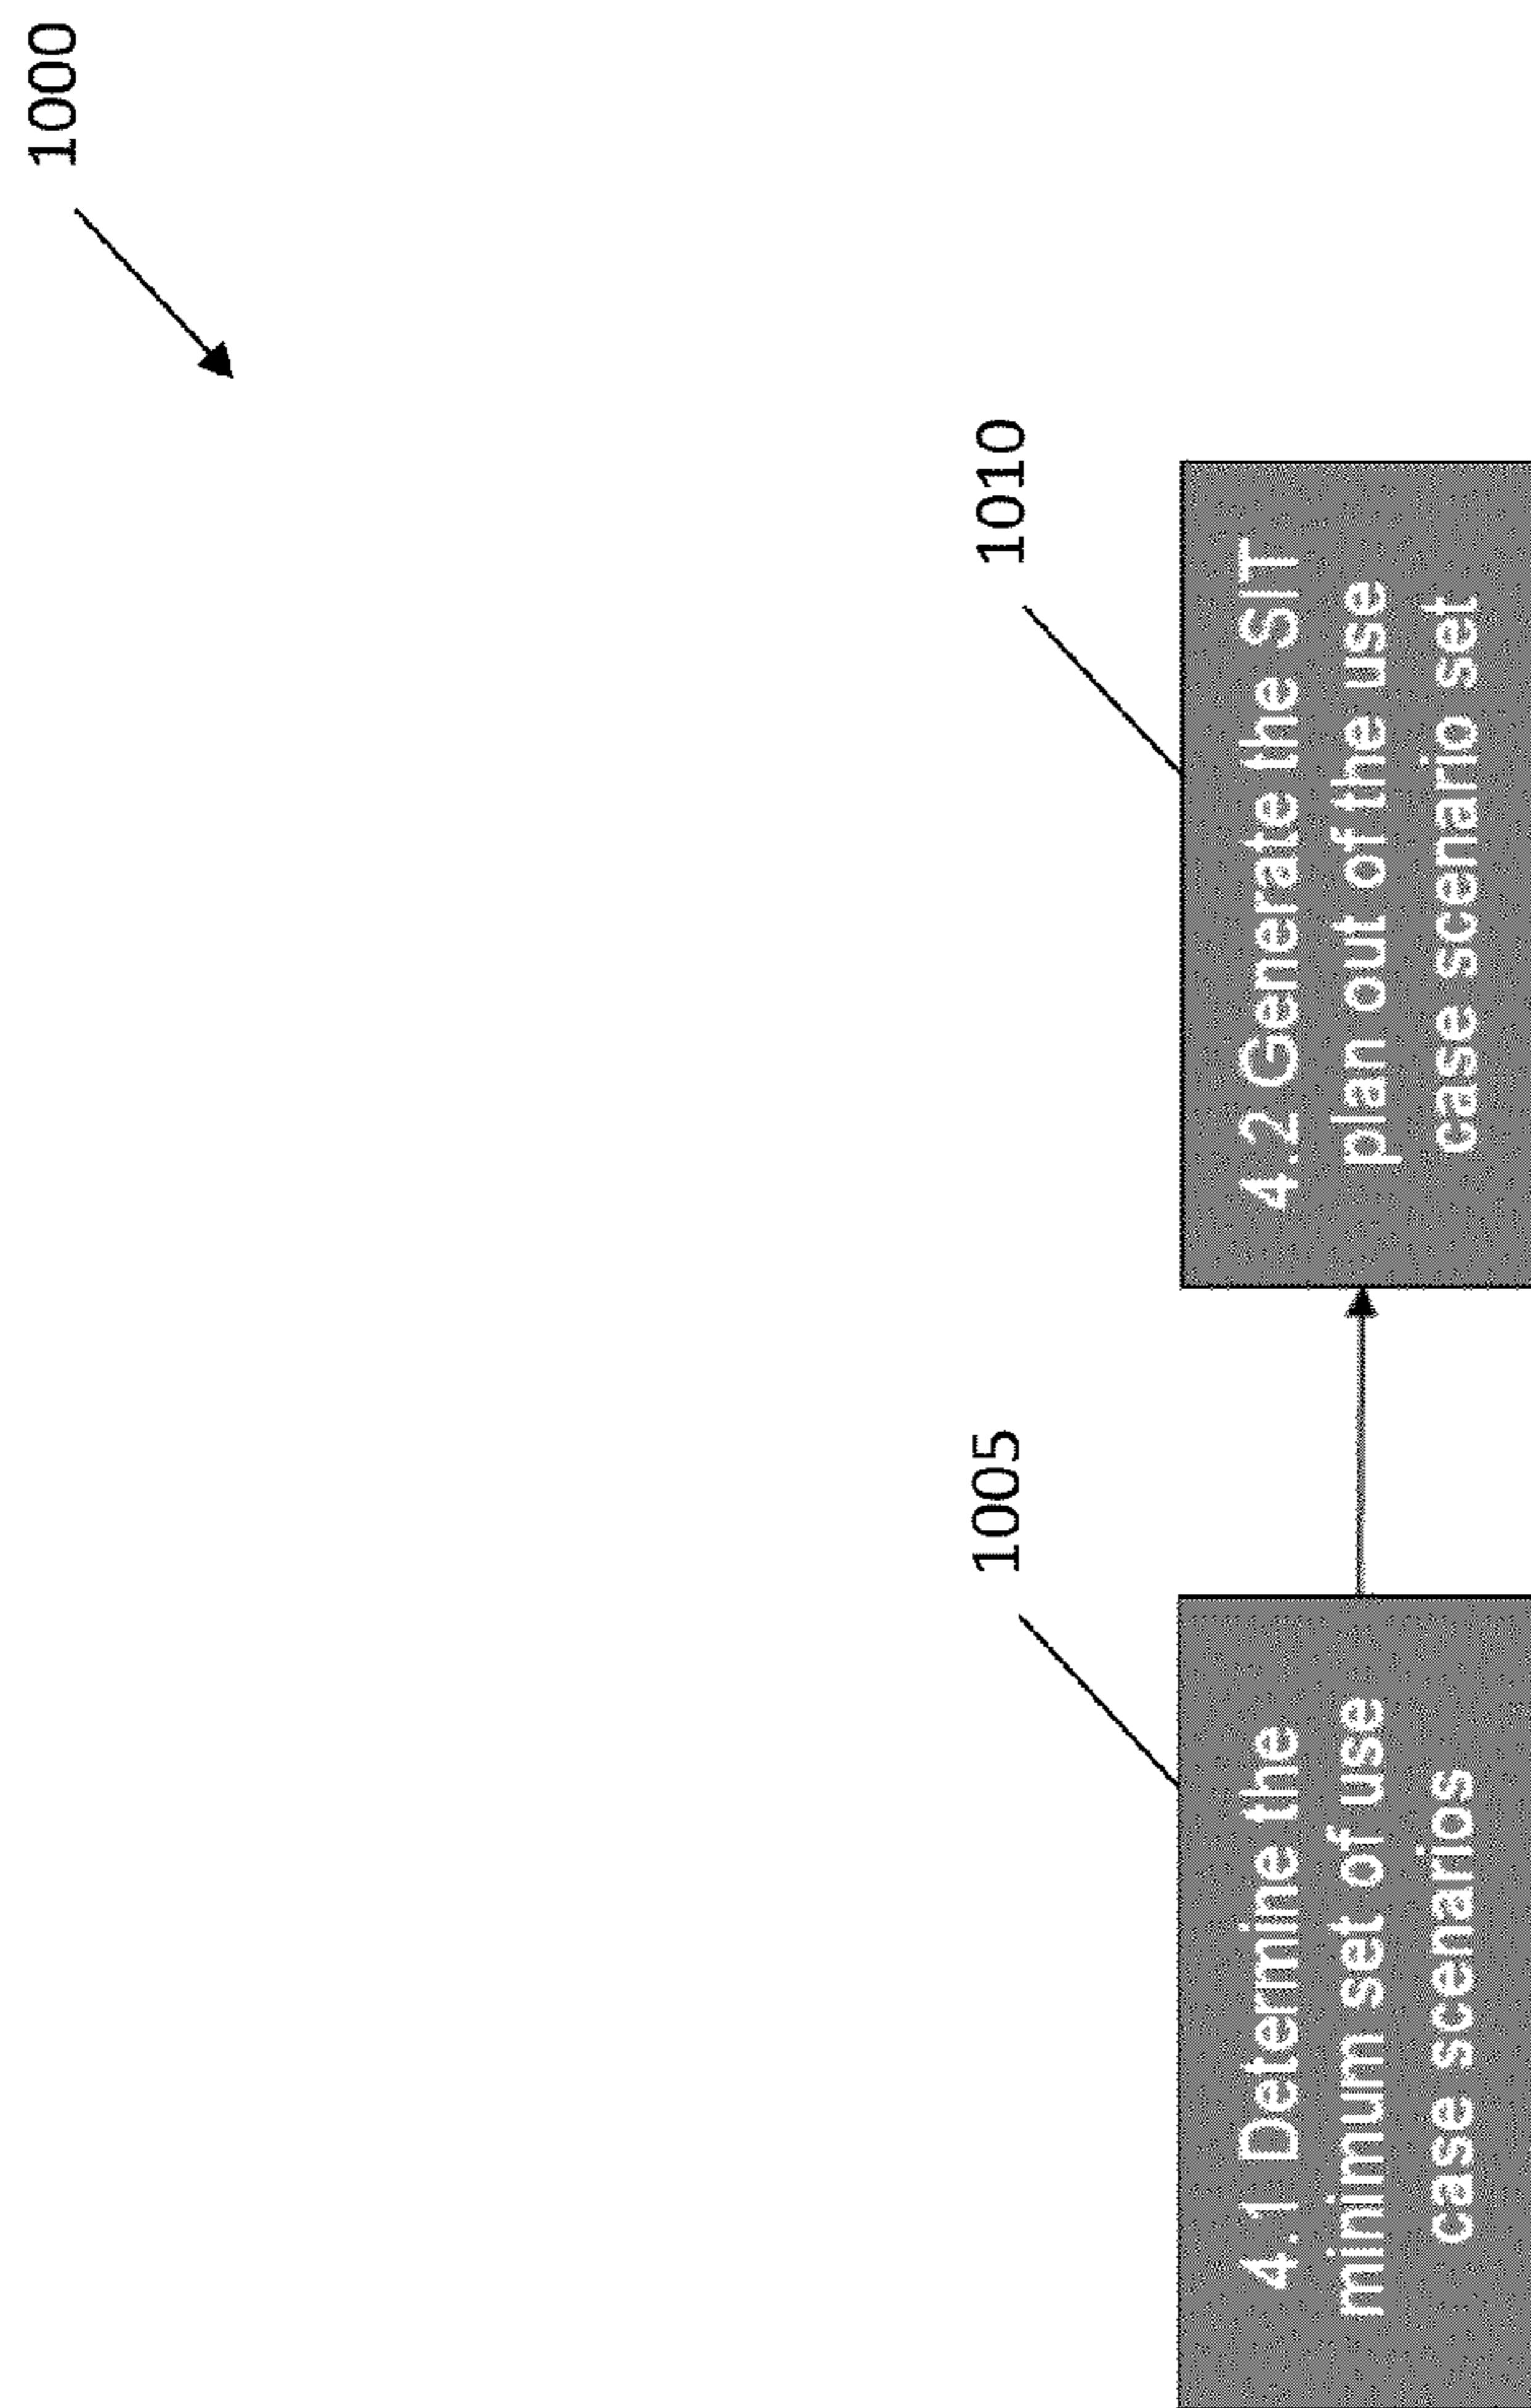 1000
1005
4.1 Determine the
minimum set of use
case scenarios
1010
4.2 Generate the SIT
plan out of the use
case scenario set